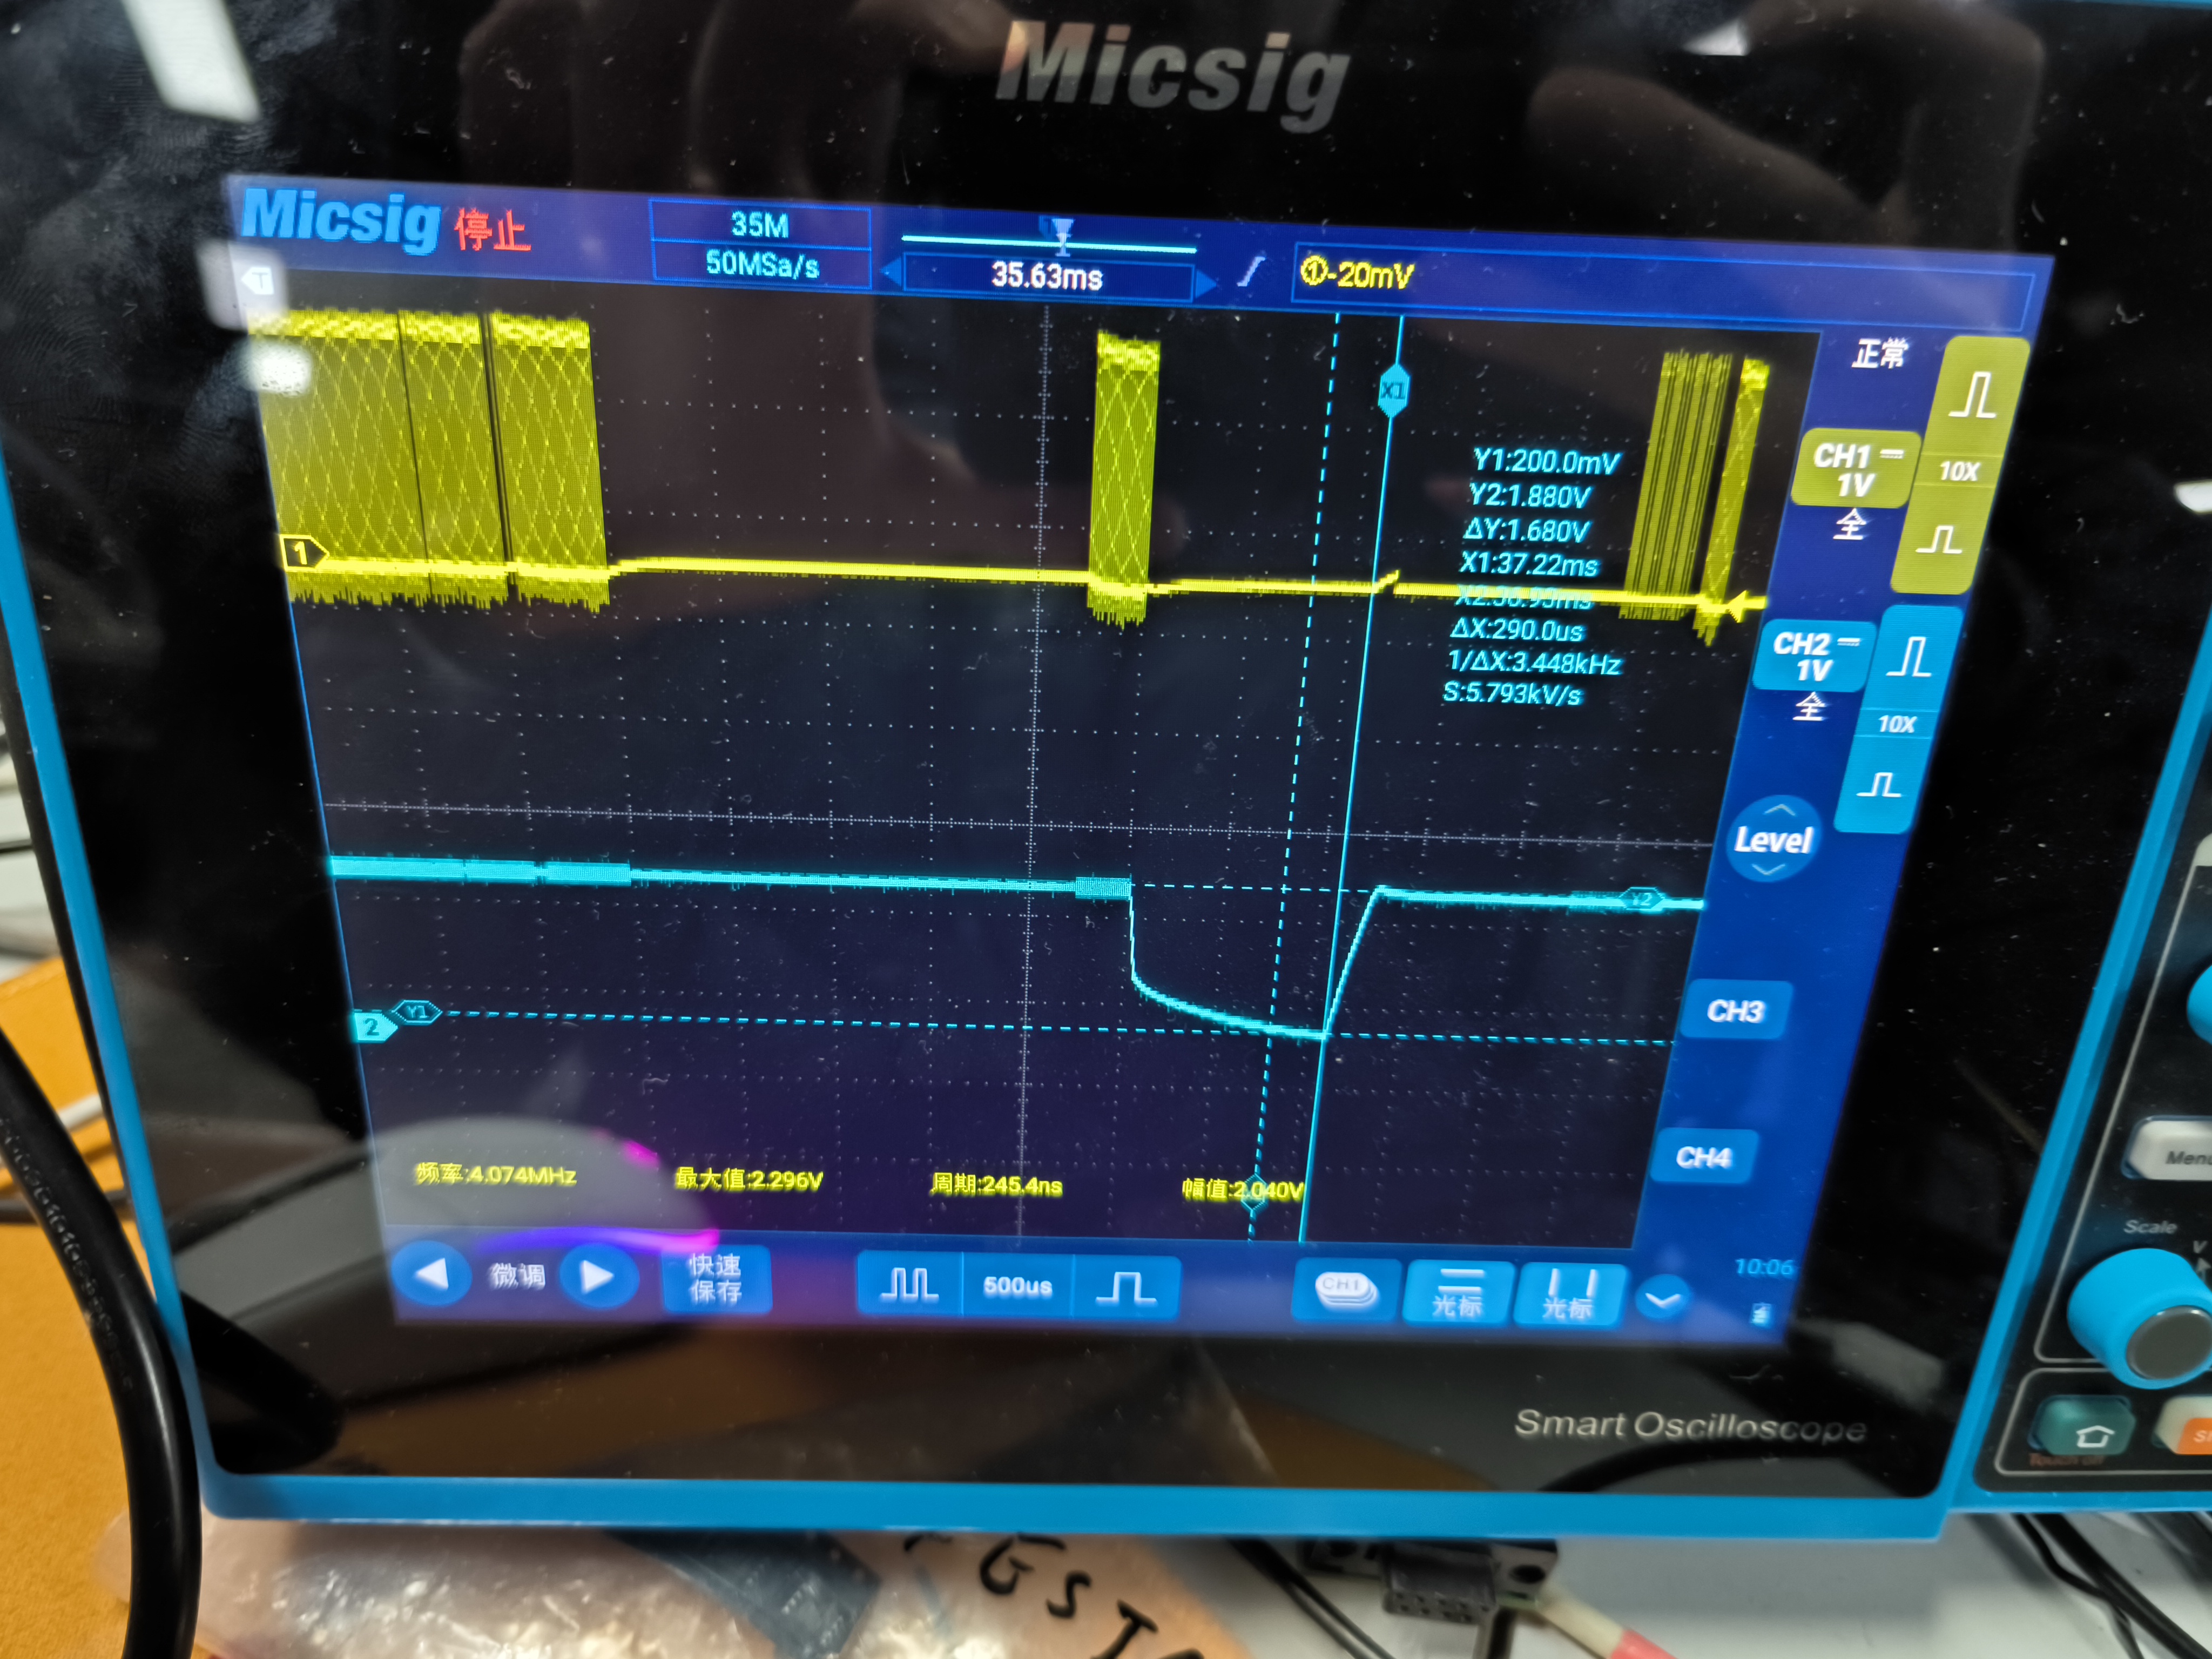 Micsig
Micsig 停止
35M
50MSa/s
T
35.63ms
①-20mV
正常
X1
CH1
1V
10X
全
Y1:200.0mV
Y2:1.880V
ΔY:1.680V
X1:37.22ms
X2:36.93ms
ΔX:290.0us
1/ΔX:3.448kHz
S:5.793kV/s
1
CH2
1V
10X
全
Level
Y2
Y1
2
CH3
CH4
频率:4.074MHz
最大值:2.296V
周期:245.4ns
幅值:2.040V
微调
快速
保存
500us
CH1
光标
光标
10:06
Menu
Scale
V
Smart Oscilloscope